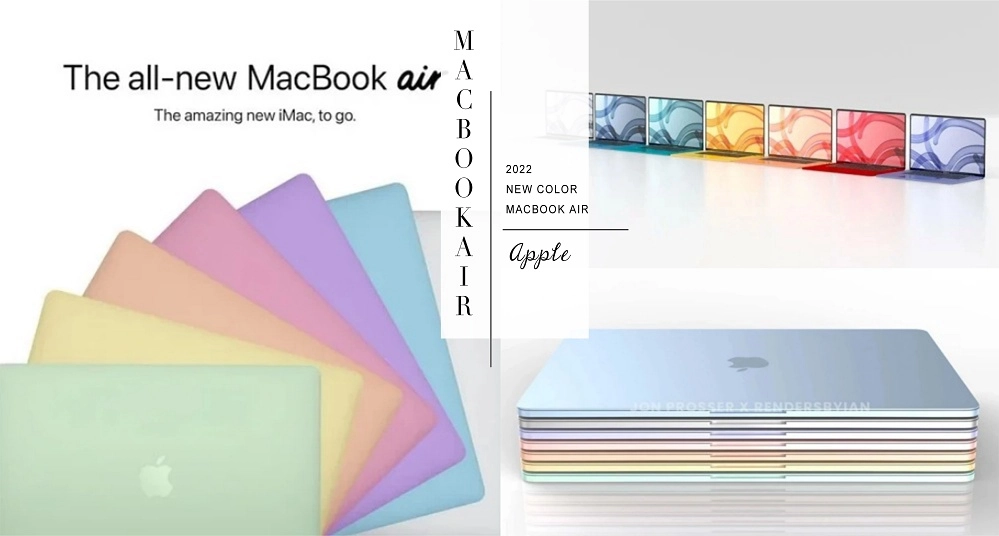 The all-new MacBook air
The amazing new iMac, to go.
MACBOOKAIR
2022
NEW COLOR
MACBOOK AIR
Apple
JON PROSSER X RENDERSBYIAN